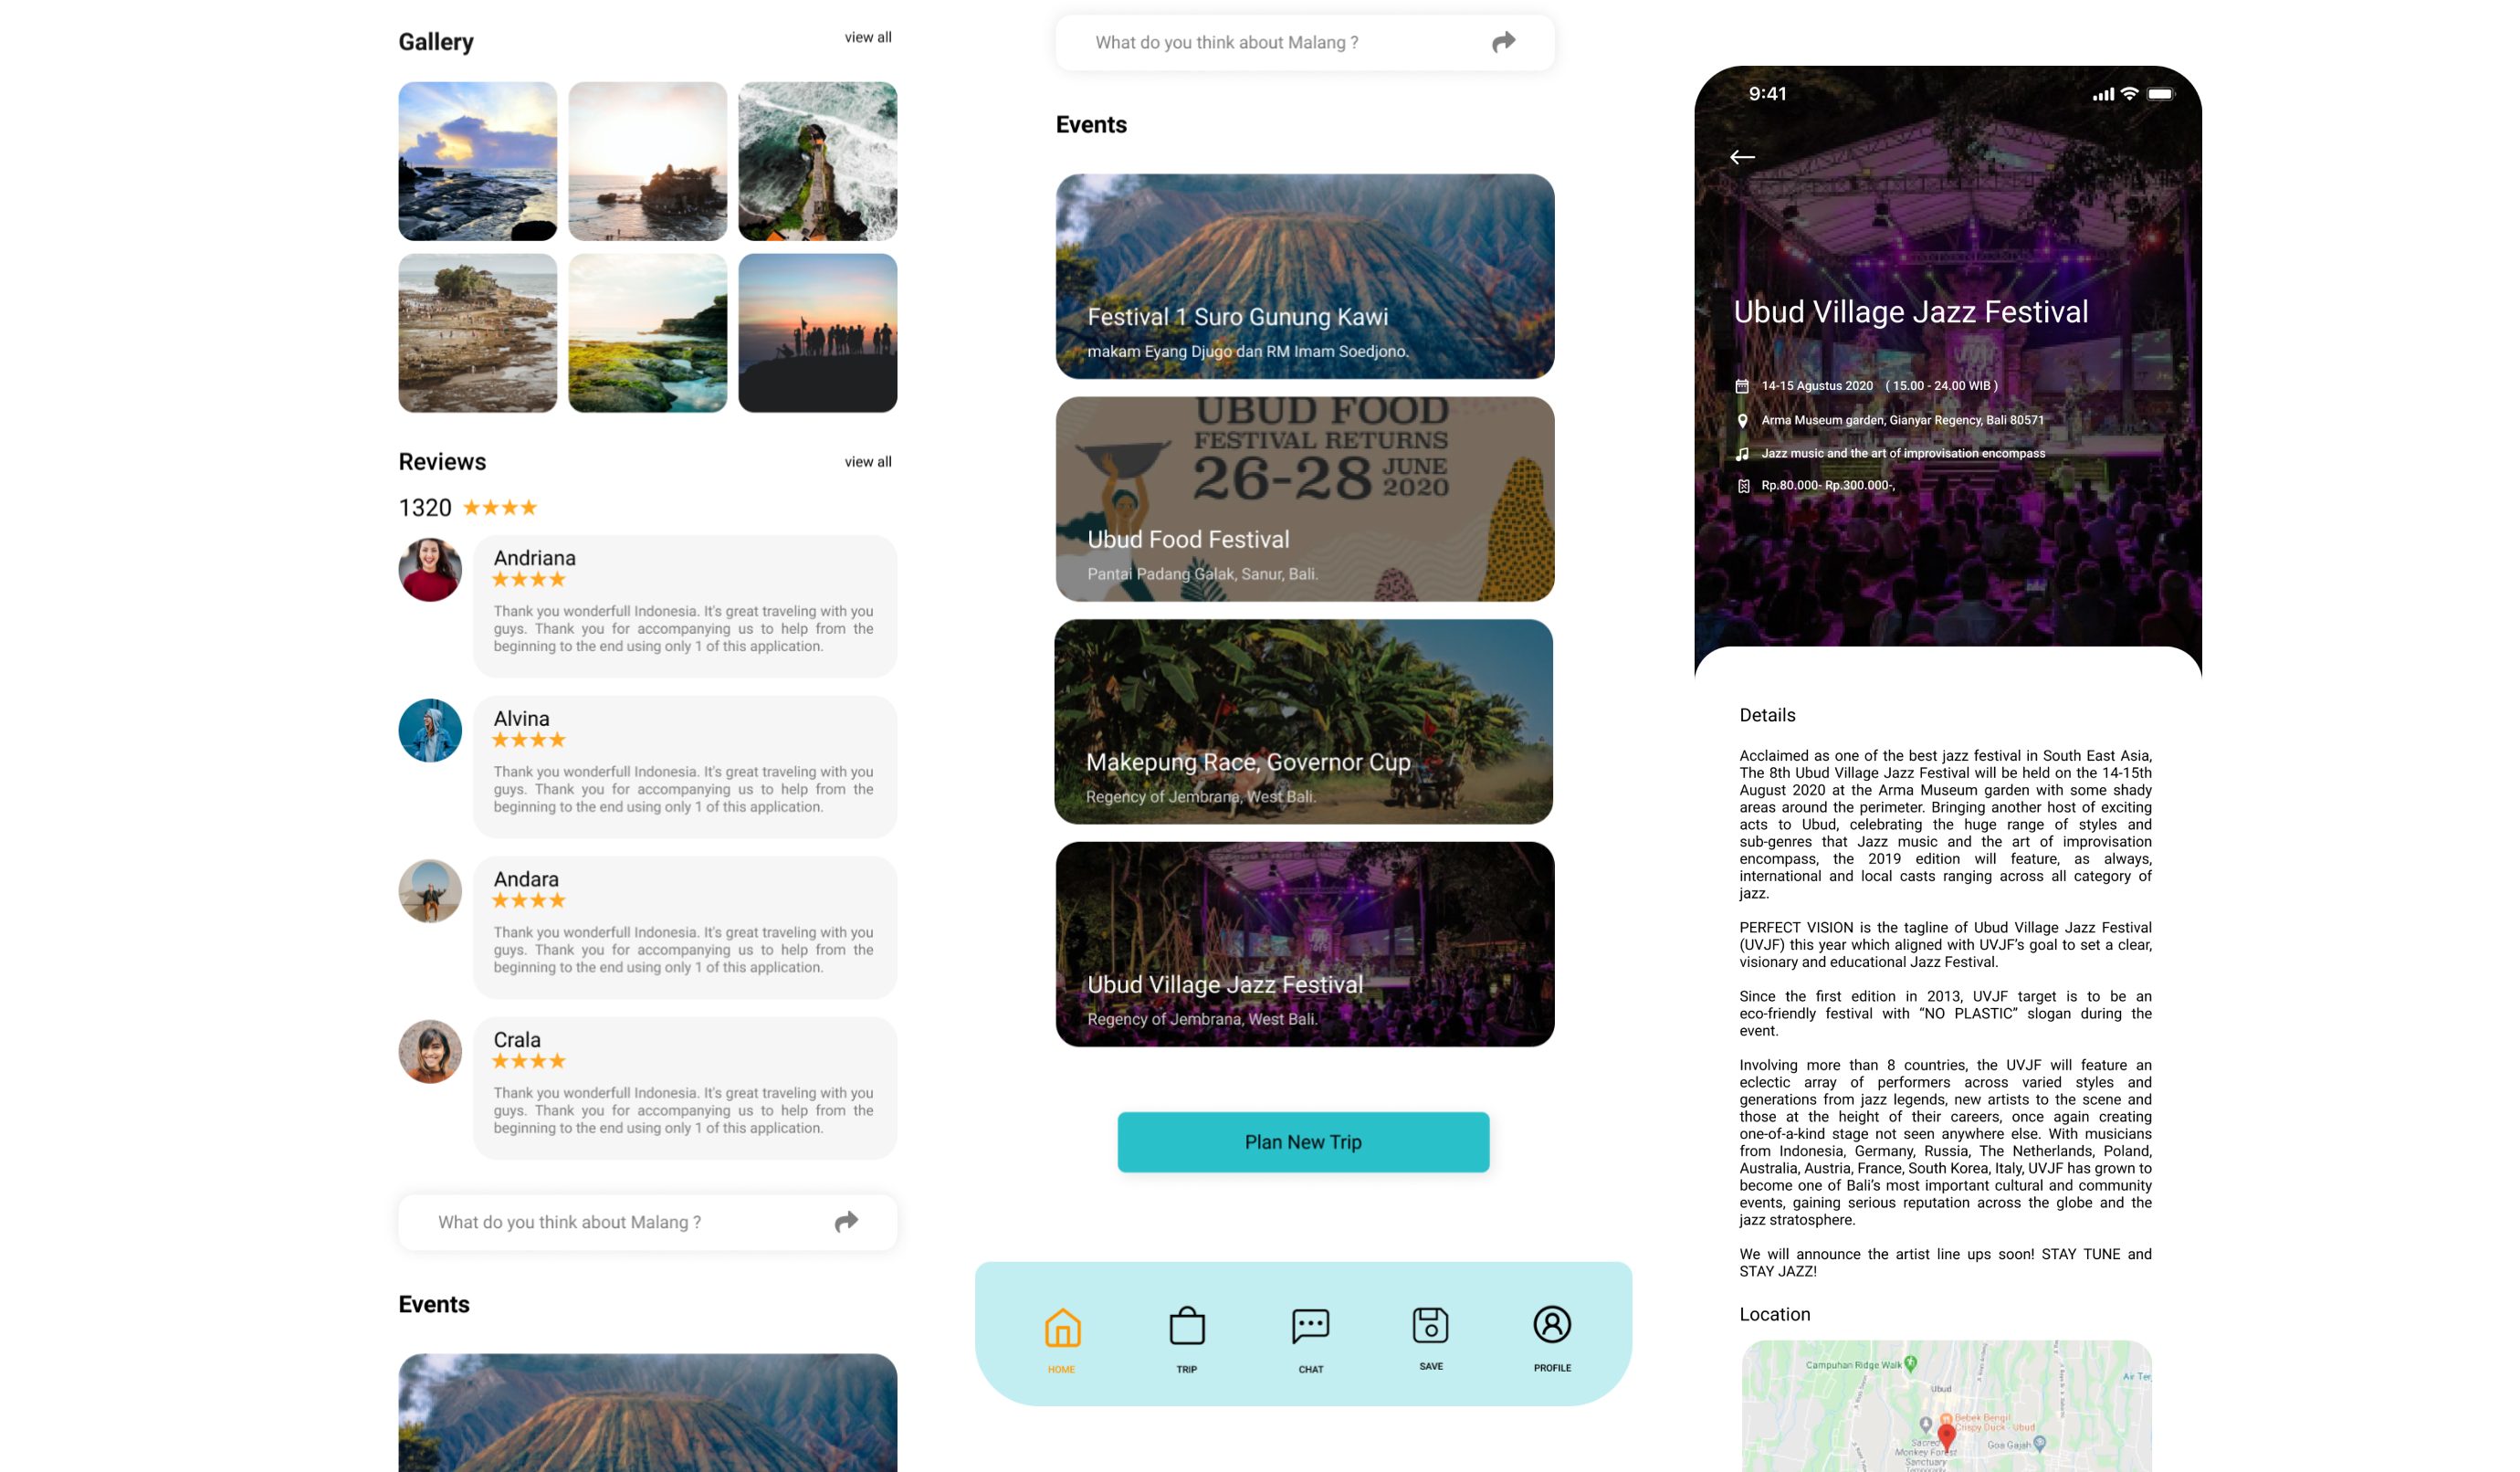 Gallery
view all
Reviews
view all
1320
Andriana
Thank you wonderfull Indonesia. It's great traveling with you
guys. Thank you for accompanying us to help from the
beginning to the end using only 1 of this application.
Alvina
Thank you wonderfull Indonesia. It's great traveling with you
guys. Thank you for accompanying us to help from the
beginning to the end using only 1 of this application.
Andara
Thank you wonderfull Indonesia. It's great traveling with you
guys. Thank you for accompanying us to help from the
beginning to the end using only 1 of this application.
Crala
Thank you wonderfull Indonesia. It's great traveling with you
guys. Thank you for accompanying us to help from the
beginning to the end using only 1 of this application.
What do you think about Malang ?
Events
What do you think about Malang ?
Events
Festival 1 Suro Gunung Kawi
makam Eyang Djugo dan RM Imam Soedjono.
UBUD FOOD
FESTIVAL RETURNS
26-28 JUNE
2020
Ubud Food Festival
Pantai Padang Galak, Sanur, Bali.
Makepung Race, Governor Cup
Regency of Jembrana, West Bali.
Ubud Village Jazz Festival
Regency of Jembrana, West Bali.
Plan New Trip
HOME
TRIP
CHAT
SAVE
PROFILE
9:41
Ubud Village Jazz Festival
14-15 Agustus 2020 ( 15.00 - 24.00 WIB )
Arma Museum garden, Gianyar Regency, Bali 80571
Jazz music and the art of improvisation encompass
Rp.80.000- Rp.300.000-,
Details
Acclaimed as one of the best jazz festival in South East Asia,
The 8th Ubud Village Jazz Festival will be held on the 14-15th
August 2020 at the Arma Museum garden with some shady
areas around the perimeter. Bringing another host of exciting
acts to Ubud, celebrating the huge range of styles and
sub-genres that Jazz music and the art of improvisation
encompass, the 2019 edition will feature, as always,
international and local casts ranging across all category of
jazz.
PERFECT VISION is the tagline of Ubud Village Jazz Festival
(UVJF) this year which aligned with UVJF's goal to set a clear,
visionary and educational Jazz Festival.
Since the first edition in 2013, UVJF target is to be an
eco-friendly festival with “NO PLASTIC” slogan during the
event.
Involving more than 8 countries, the UVJF will feature an
eclectic array of performers across varied styles and
generations from jazz legends, new artists to the scene and
those at the height of their careers, once again creating
one-of-a-kind stage not seen anywhere else. With musicians
from Indonesia, Germany, Russia, The Netherlands, Poland,
Australia, Austria, France, South Korea, Italy, UVJF has grown to
become one of Bali's most important cultural and community
events, gaining serious reputation across the globe and the
jazz stratosphere.
We will announce the artist line ups soon! STAY TUNE and
STAY JAZZ!
Location
Campuhan Ridge Walk
Air Ter
Ubud
Bebek Bengil
Crispy Duck - Ubud
Sacred
Monkey Forest
Sanctuary
Goa Gajah